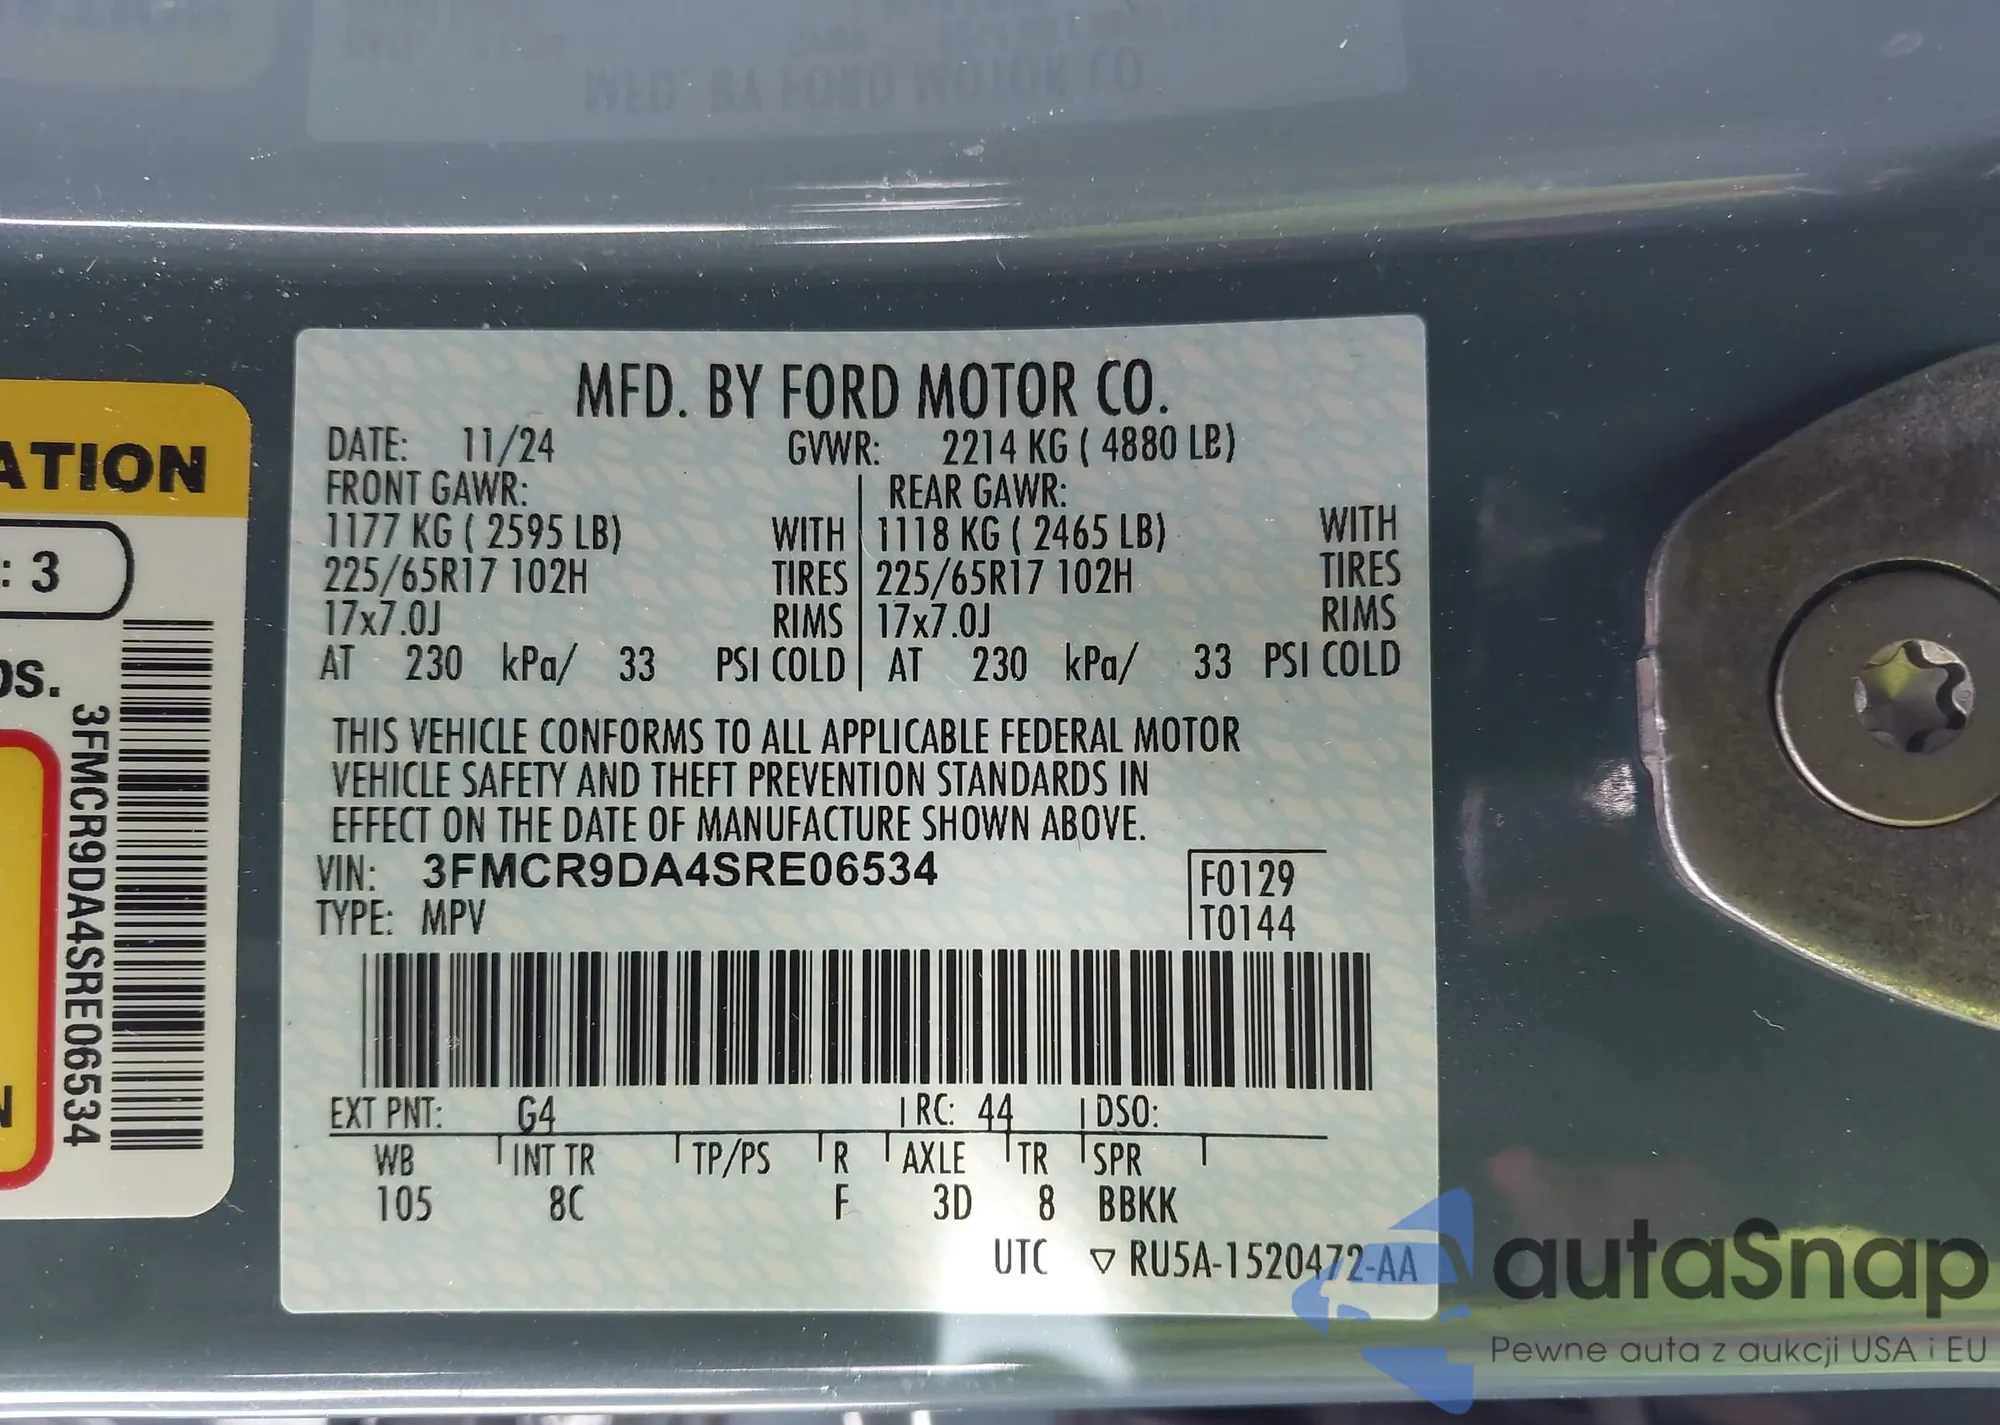 MFD. BY FORD MOTOR CO.
DATE: 11/24 GVWR: 2214 KG ( 4880 LB)
FRONT GAWR: REAR GAWR:
1177 KG ( 2595 LB) WITH 1118 KG ( 2465 LB) WITH
225/65R17 102H TIRES 225/65R17 102H TIRES
17x7.0J RIMS 17x7.0J RIMS
AT 230 kPa/ 33 PSI COLD AT 230 kPa/ 33 PSI COLD
THIS VEHICLE CONFORMS TO ALL APPLICABLE FEDERAL MOTOR
VEHICLE SAFETY AND THEFT PREVENTION STANDARDS IN
EFFECT ON THE DATE OF MANUFACTURE SHOWN ABOVE.
VIN: 3FMCR9DA4SRE06534 F0129
TYPE: MPV T0144
EXT PNT: G4 RC: 44 DSO:
WB INT TR TP/PS R AXLE TR SPR
105 8C F 3D 8 BBKK
UTC ▽ RU5A-1520472-AA
ATION
: 3
3FMCR9DA4SRE06534
MFD. BY FORD MOTOR CO
autaSnap
Pewne auta z aukcji USA i EU